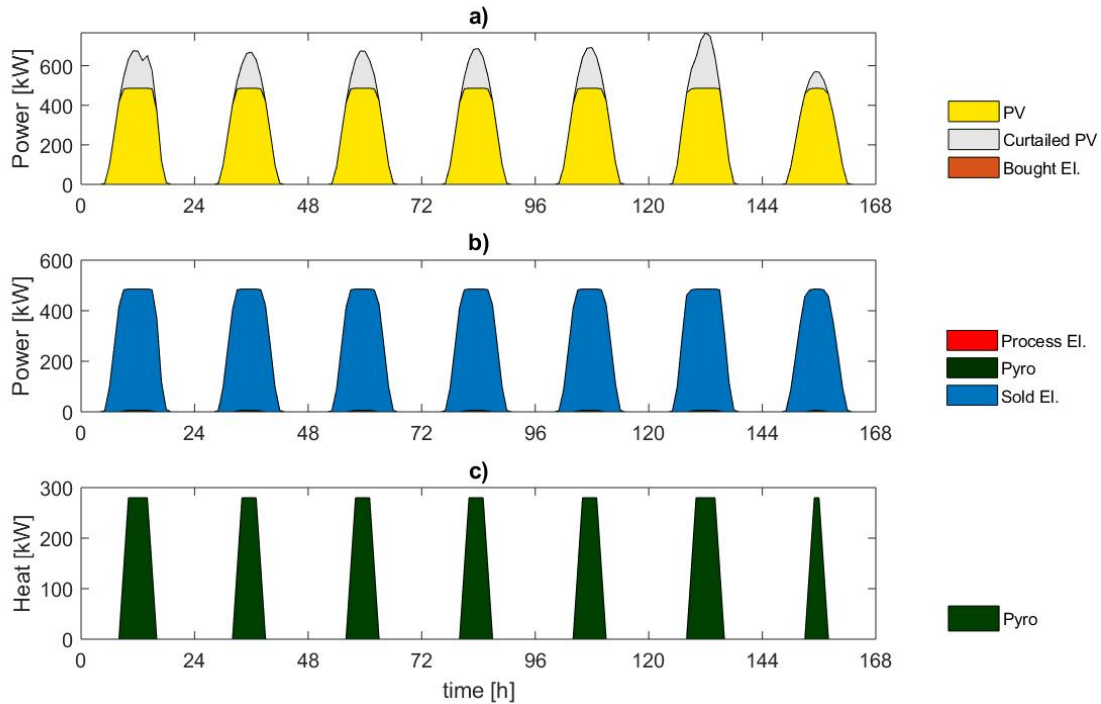 a)
Power [kW]
600
400
200
0
0 24 48 72 96 120 144 168
PV
Curtailed PV
Bought El.
b)
Power [kW]
600
400
200
0
0 24 48 72 96 120 144 168
Process El.
Pyro
Sold El.
c)
Heat [kW]
300
200
100
0
0 24 48 72 96 120 144 168
time [h]
Pyro